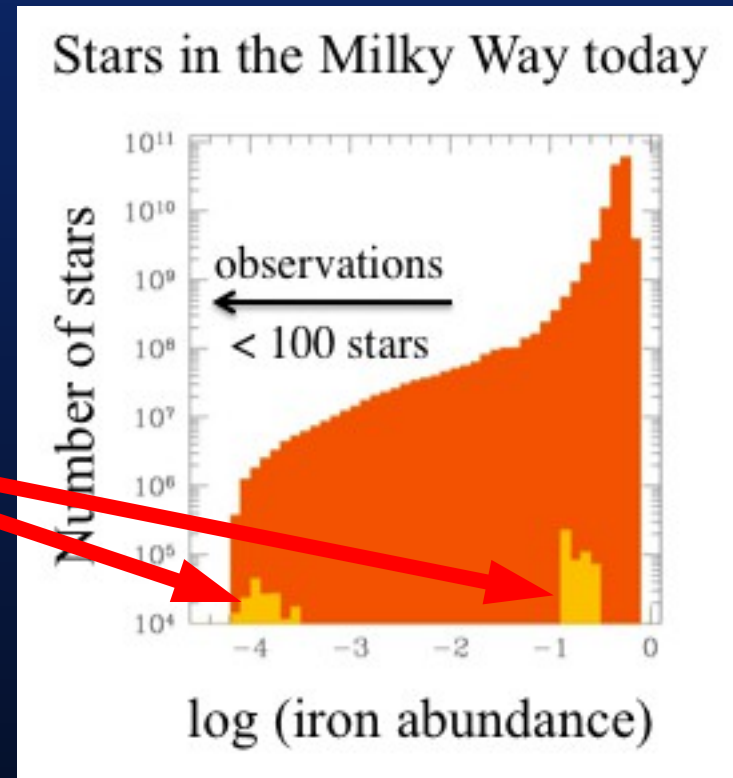 Stars in the Milky Way today
Number of stars
10¹¹
10¹⁰
10⁹
10⁸
10⁷
10⁶
10⁵
10⁴
observations
< 100 stars
−4 −3 −2 −1 0
log (iron abundance)